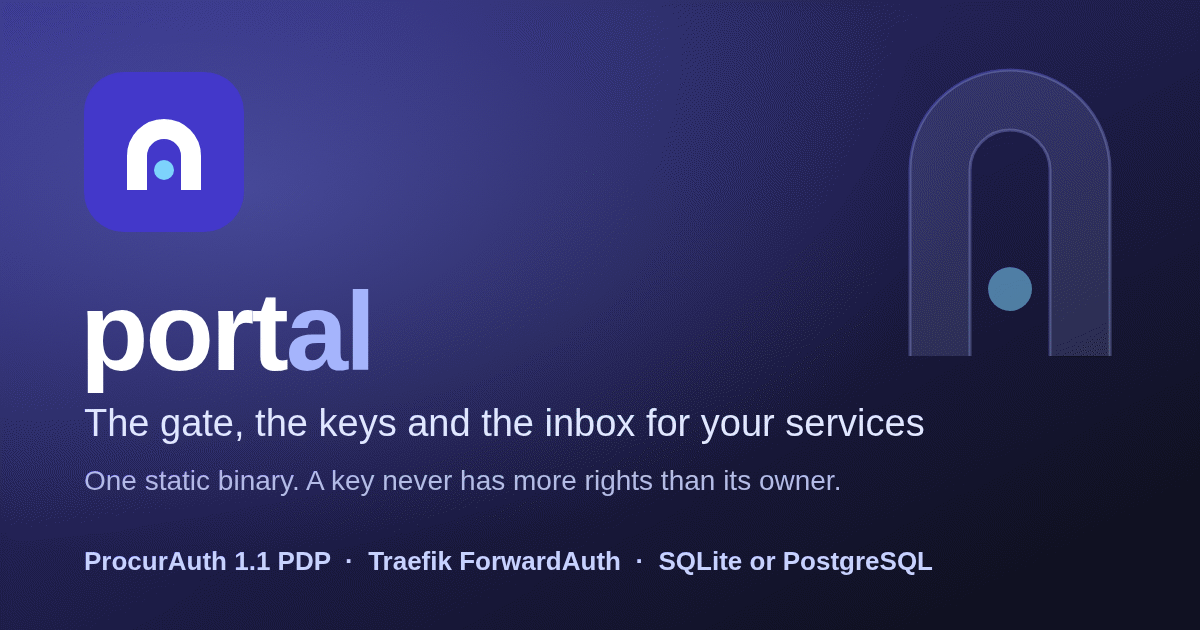 portal
The gate, the keys and the inbox for your services
One static binary. A key never has more rights than its owner.
ProcurAuth 1.1 PDP · Traefik ForwardAuth · SQLite or PostgreSQL